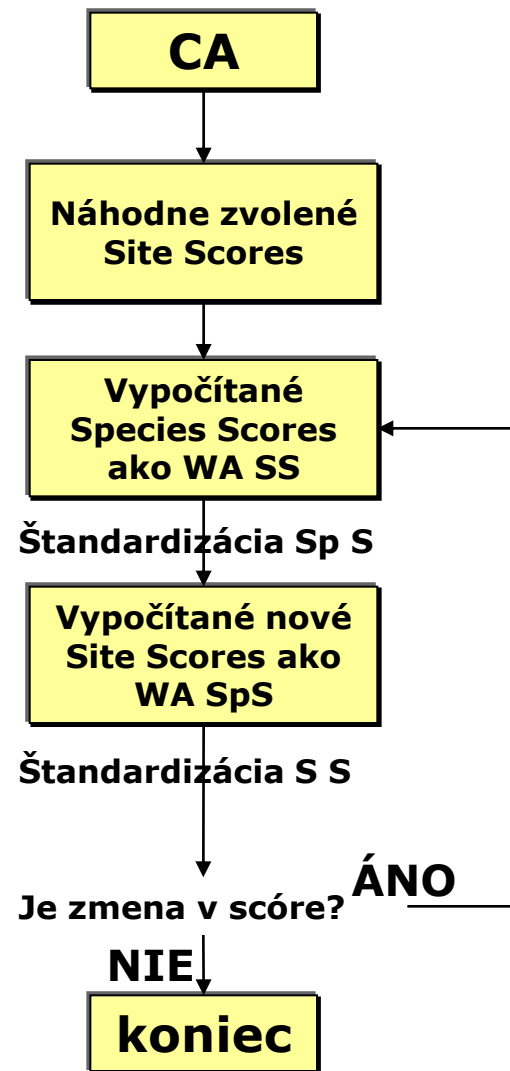 CA
Náhodne zvolené
Site Scores
Vypočítané
Species Scores
ako WA SS
Štandardizácia Sp S
Vypočítané nové
Site Scores ako
WA SpS
Štandardizácia S S
Je zmena v scóre?
ÁNO
NIE
koniec